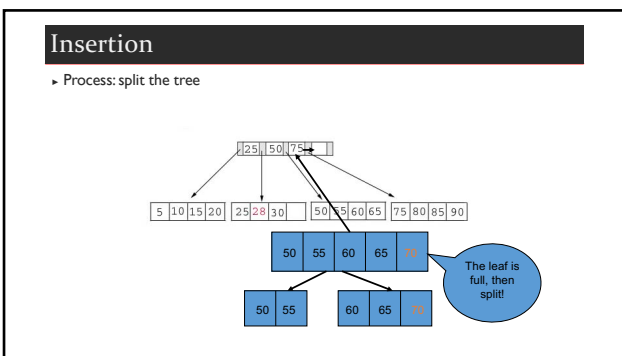 Insertion
▸ Process: split the tree
25 50 75
5 10 15 20 25 28 30 50 55 60 65 75 80 85 90
50 55 60 65 70
The leaf is
full, then
split!
50 55 60 65 70